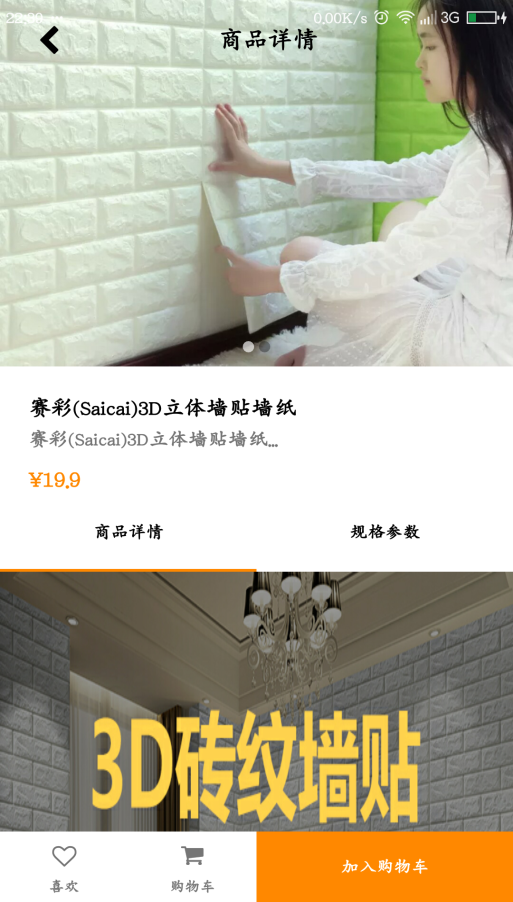 0.00K/s 3G
商品详情
赛彩(Saicai)3D立体墙贴墙纸
赛彩(Saicai)3D立体墙贴墙纸...
¥19.9
商品详情 规格参数
3D砖纹墙贴
喜欢 购物车 加入购物车